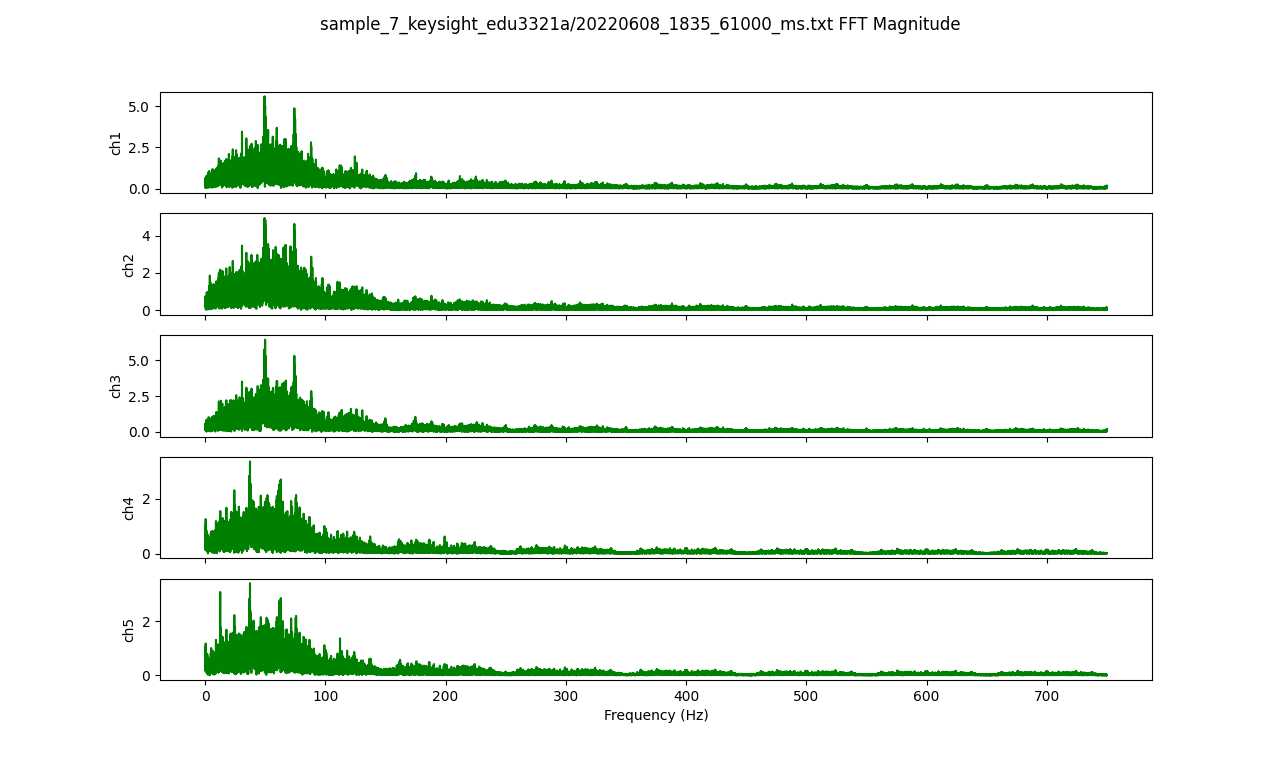 sample_7_keysight_edu3321a/20220608_1835_61000_ms.txt FFT Magnitude
5.0
2.5
0.0
ch1
4
2
0
ch2
5.0
2.5
0.0
ch3
2
0
ch4
2
0
ch5
0 100 200 300 400 500 600 700
Frequency (Hz)